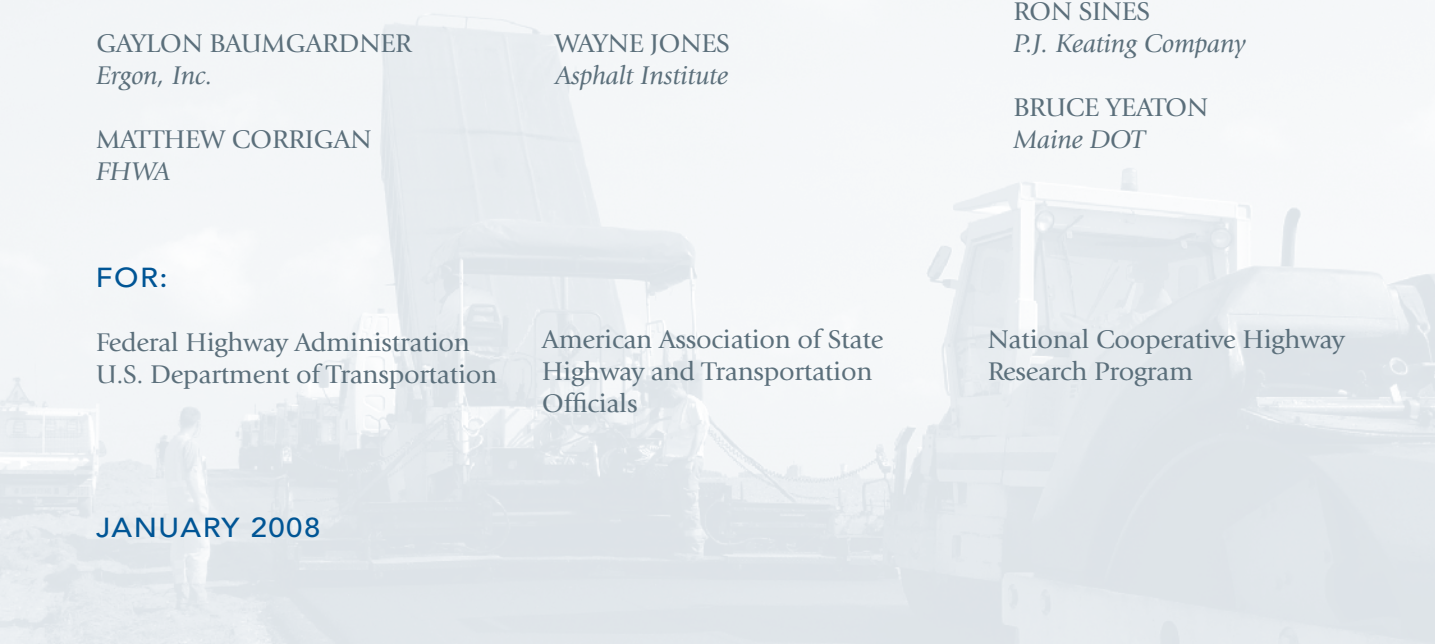 GAYLON BAUMGARDNER
Ergon, Inc.
MATTHEW CORRIGAN
FHWA
WAYNE JONES
Asphalt Institute
RON SINES
P.J. Keating Company
BRUCE YEATON
Maine DOT
FOR:
Federal Highway Administration
U.S. Department of Transportation
American Association of State
Highway and Transportation
Officials
National Cooperative Highway
Research Program
JANUARY 2008